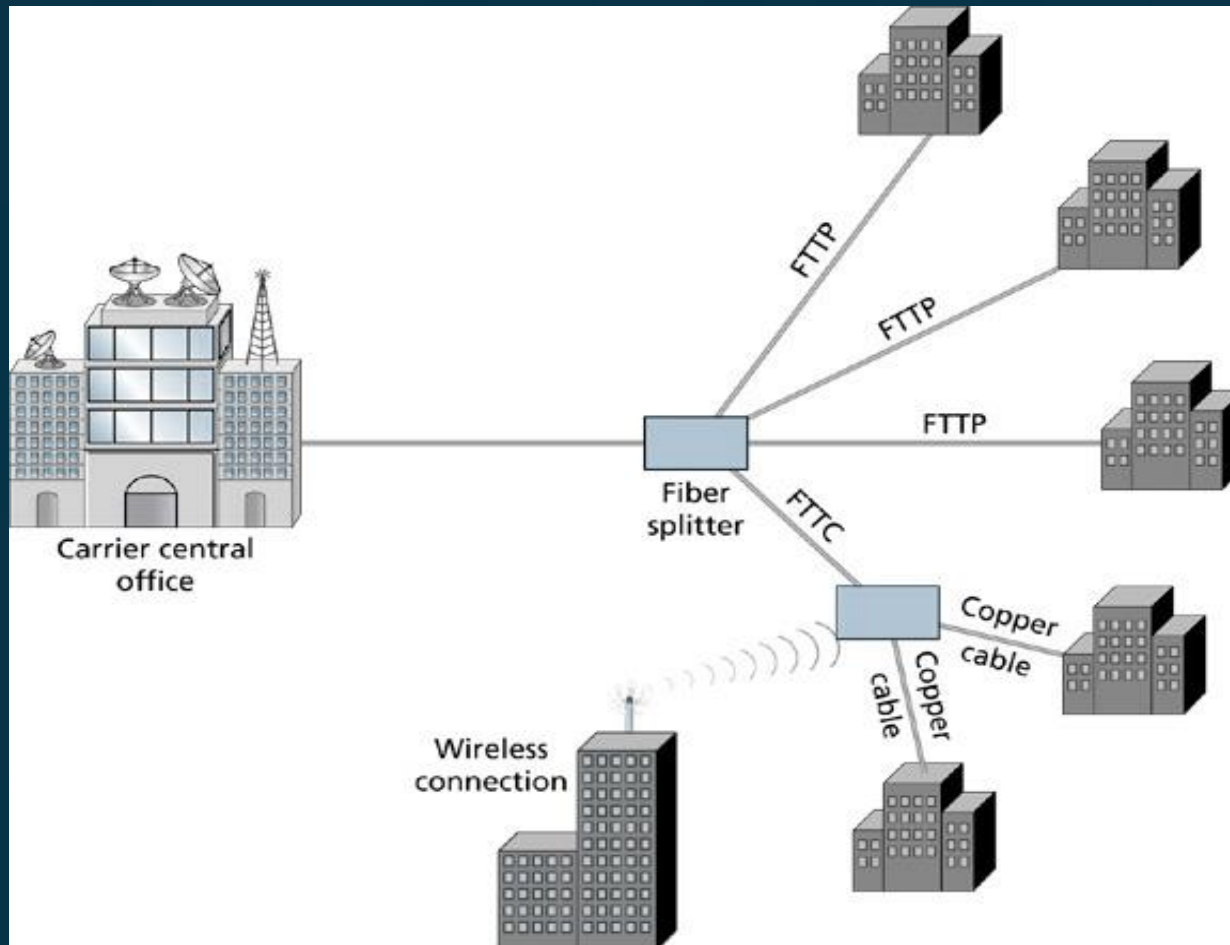 FTTP
FTTP
FTTP
Fiber
splitter
FTTC
Carrier central
office
Copper
cable
Copper
cable
Wireless
connection